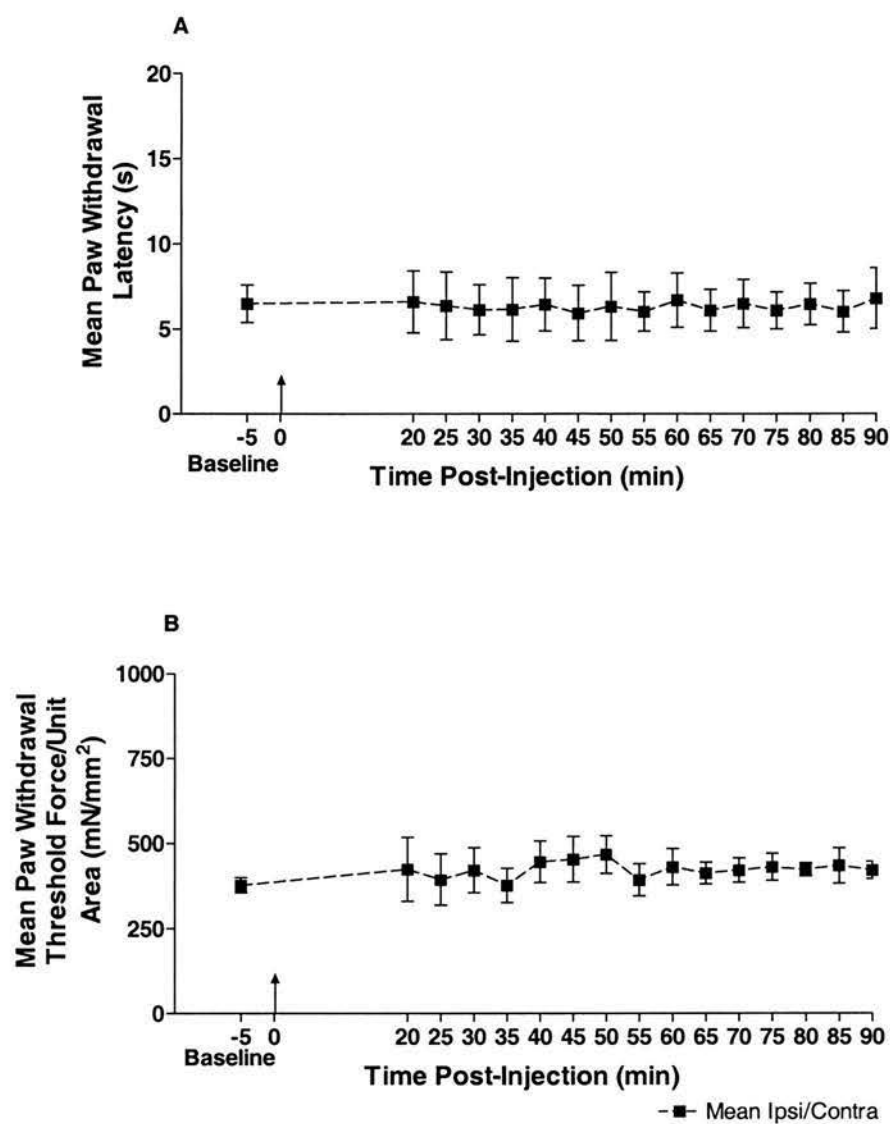 A
Mean Paw Withdrawal
Latency (s)
20
15
10
5
0
-5 0 20 25 30 35 40 45 50 55 60 65 70 75 80 85 90
Baseline
Time Post-Injection (min)
B
Mean Paw Withdrawal
Threshold Force/Unit
Area (mN/mm²)
1000
750
500
250
0
-5 0 20 25 30 35 40 45 50 55 60 65 70 75 80 85 90
Baseline
Time Post-Injection (min)
Mean Ipsi/Contra